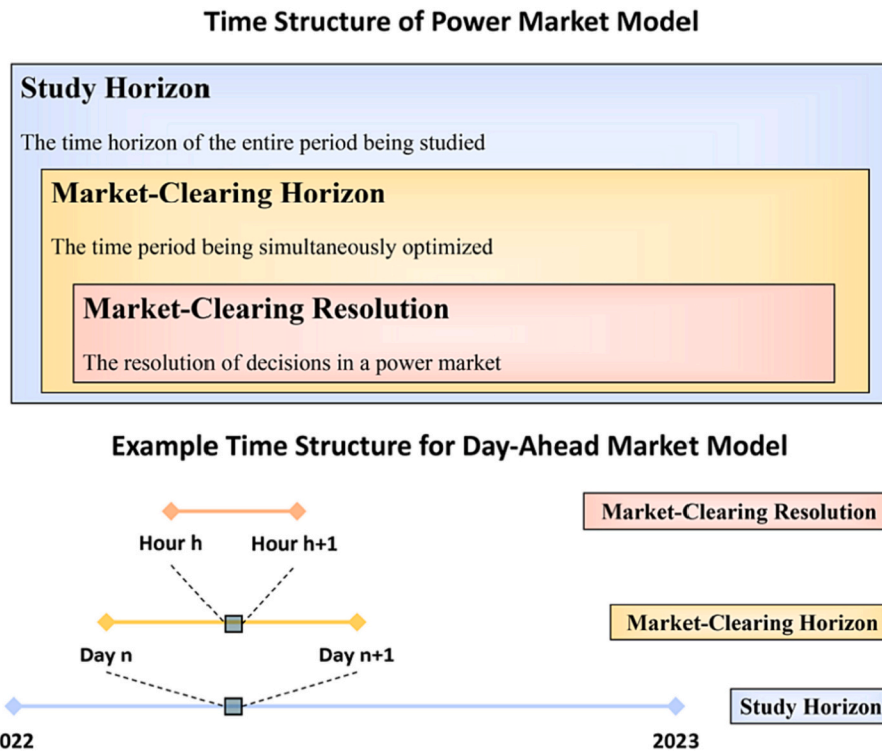 Time Structure of Power Market Model
Study Horizon
The time horizon of the entire period being studied
Market-Clearing Horizon
The time period being simultaneously optimized
Market-Clearing Resolution
The resolution of decisions in a power market
Example Time Structure for Day-Ahead Market Model
Hour h Hour h+1
Market-Clearing Resolution
Day n Day n+1
Market-Clearing Horizon
022 2023
Study Horizon